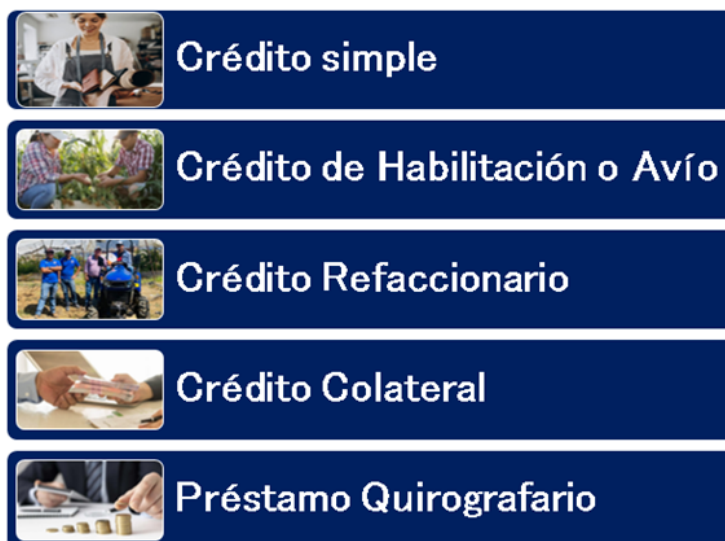 Crédito simple
Crédito de Habilitación o Avío
Crédito Refaccionario
Crédito Colateral
Préstamo Quirografario